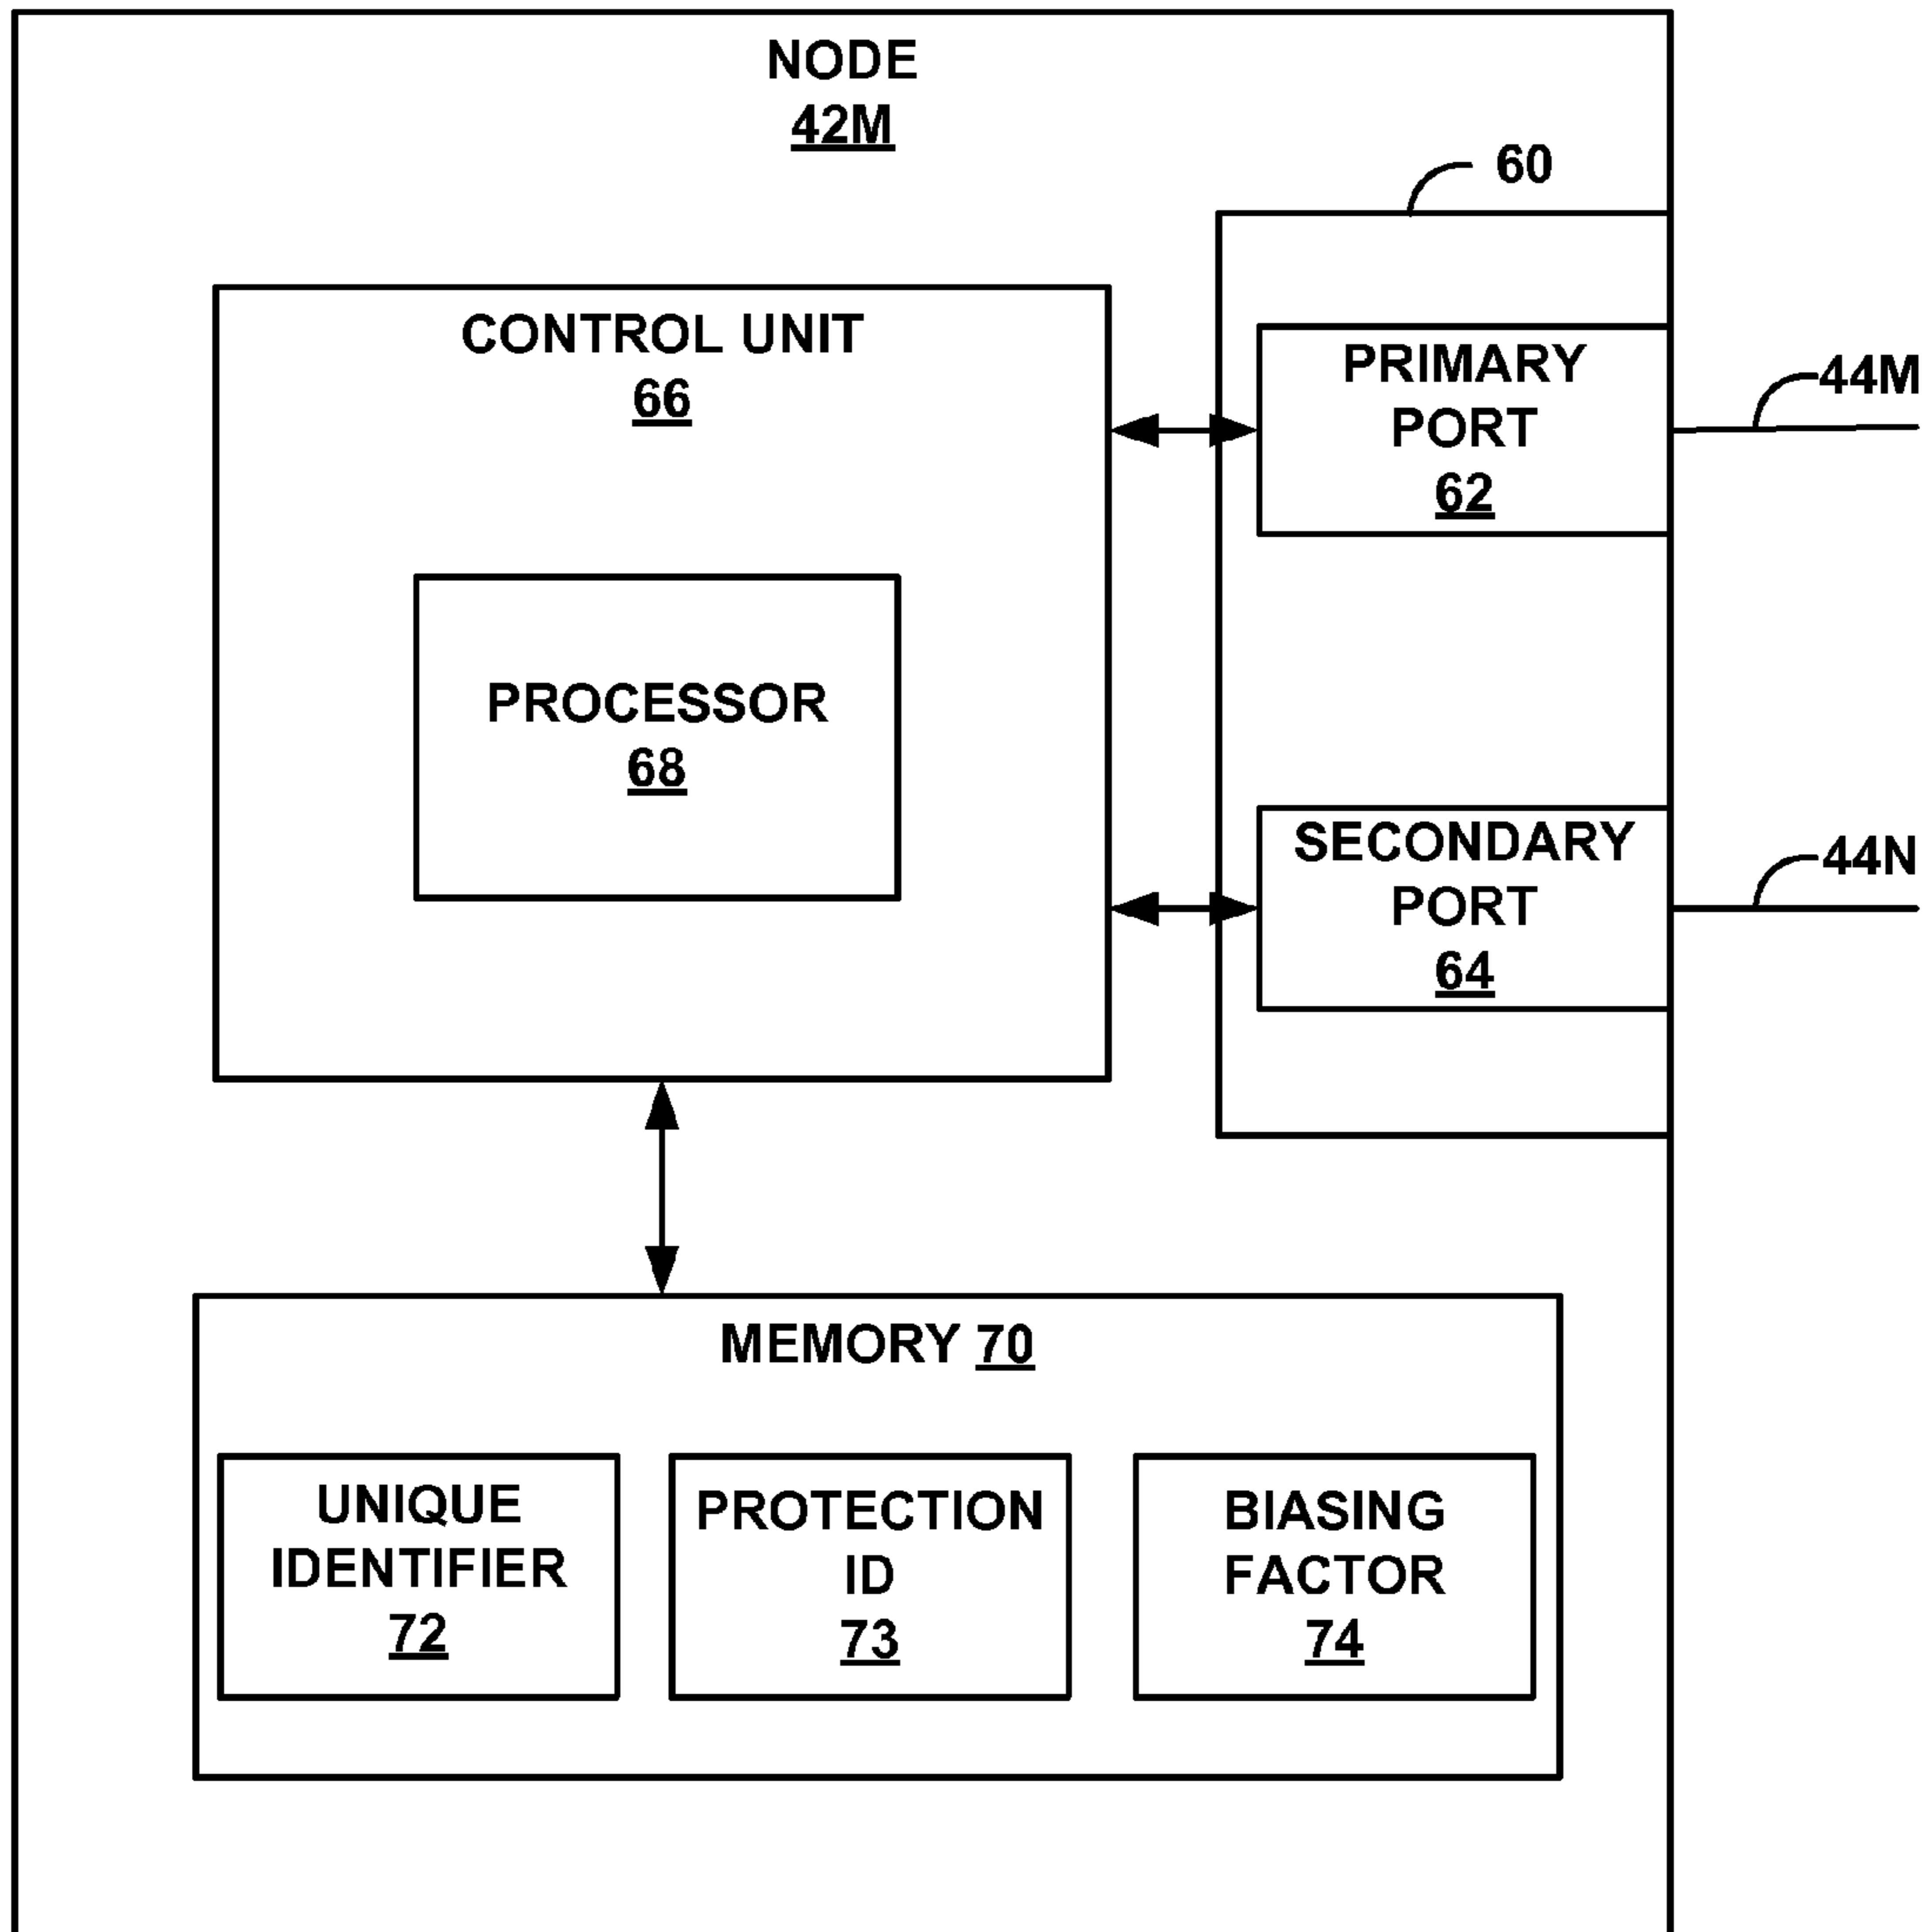 NODE
42M
60
CONTROL UNIT
66
PRIMARY
PORT
62
44M
PROCESSOR
68
SECONDARY
PORT
64
44N
MEMORY 70
UNIQUE
IDENTIFIER
72
PROTECTION
ID
73
BIASING
FACTOR
74